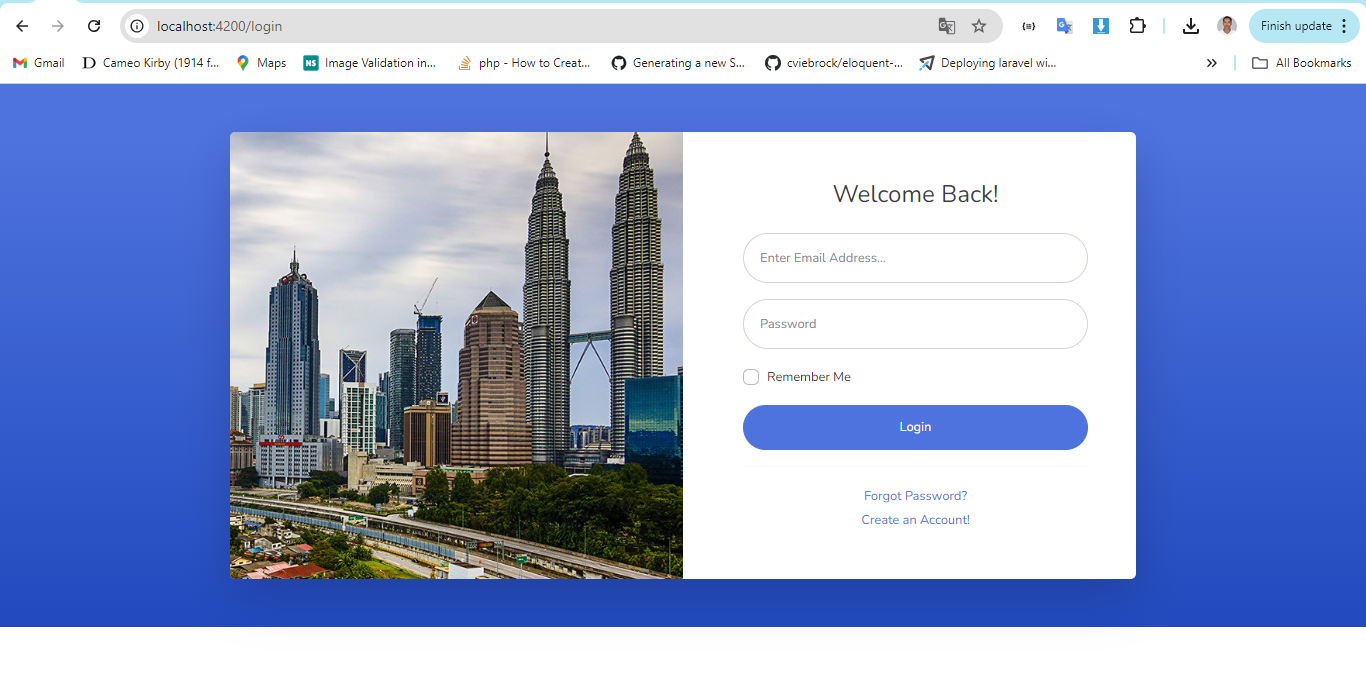 localhost:4200/login
Finish update
Gmail
Cameo Kirby (1914 f...
Maps
NS
Image Validation in...
php - How to Creat...
Generating a new S...
cviebrock/eloquent-...
Deploying laravel wi...
All Bookmarks
Welcome Back!
Enter Email Address...
Password
Remember Me
Login
Forgot Password?
Create an Account!